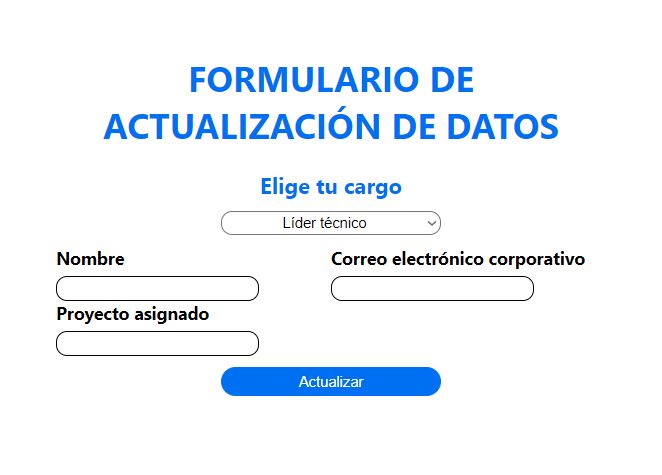 FORMULARIO DE
ACTUALIZACIÓN DE DATOS
Elige tu cargo
Líder técnico
Nombre
Correo electrónico corporativo
Proyecto asignado
Actualizar